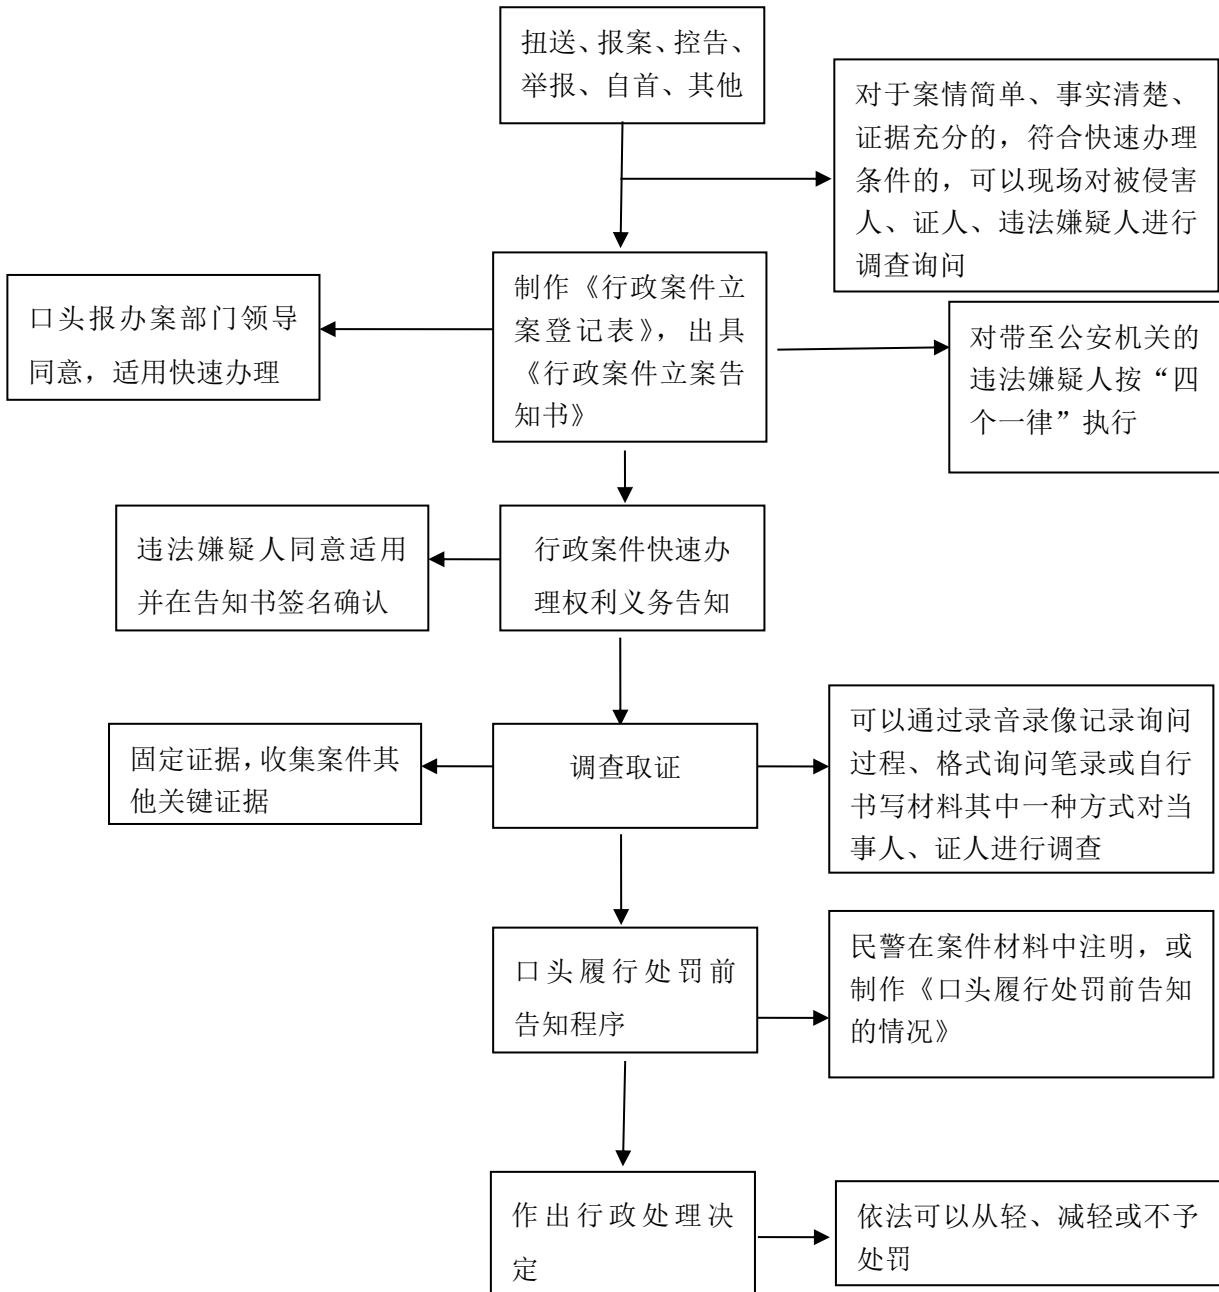 扭送、报案、控告、
举报、自首、其他
对于案情简单、事实清楚、
证据充分的，符合快速办理
条件的，可以现场对被侵害
人、证人、违法嫌疑人进行
调查询问
制作《行政案件立
案登记表》，出具
《行政案件立案告
知书》
口头报办案部门领导
同意，适用快速办理
对带至公安机关的
违法嫌疑人按“四
个一律”执行
违法嫌疑人同意适用
并在告知书签名确认
行政案件快速办
理权利义务告知
固定证据，收集案件其
他关键证据
调查取证
可以通过录音录像记录询问
过程、格式询问笔录或自行
书写材料其中一种方式对当
事人、证人进行调查
口头履行处罚前
告知程序
民警在案件材料中注明，或
制作《口头履行处罚前告知
的情况》
作出行政处理决
定
依法可以从轻、减轻或不予
处罚